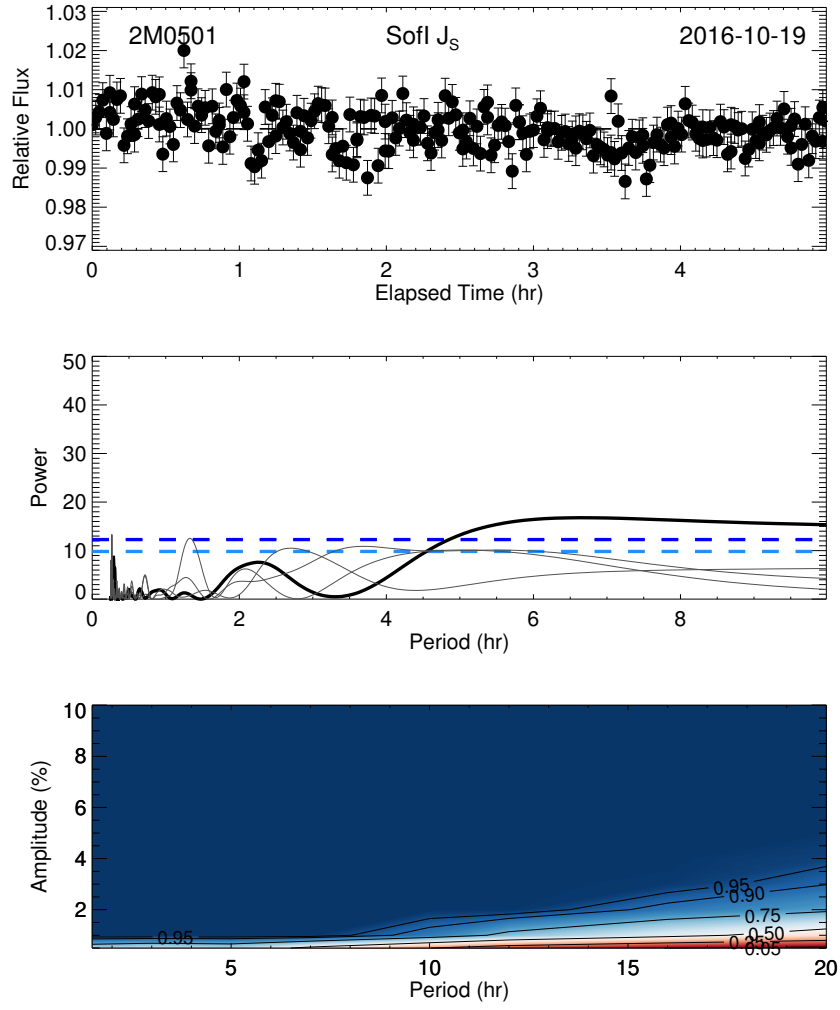 2M0501 SofI J_S 2016-10-19
1.03
1.02
1.01
1.00
0.99
0.98
0.97
Relative Flux
0 1 2 3 4
Elapsed Time (hr)
50
40
30
20
10
0
Power
0 2 4 6 8
Period (hr)
10
8
6
4
2
Amplitude (%)
0.95
0.95
0.90
0.75
0.50
0.05
5 10 15 20
Period (hr)